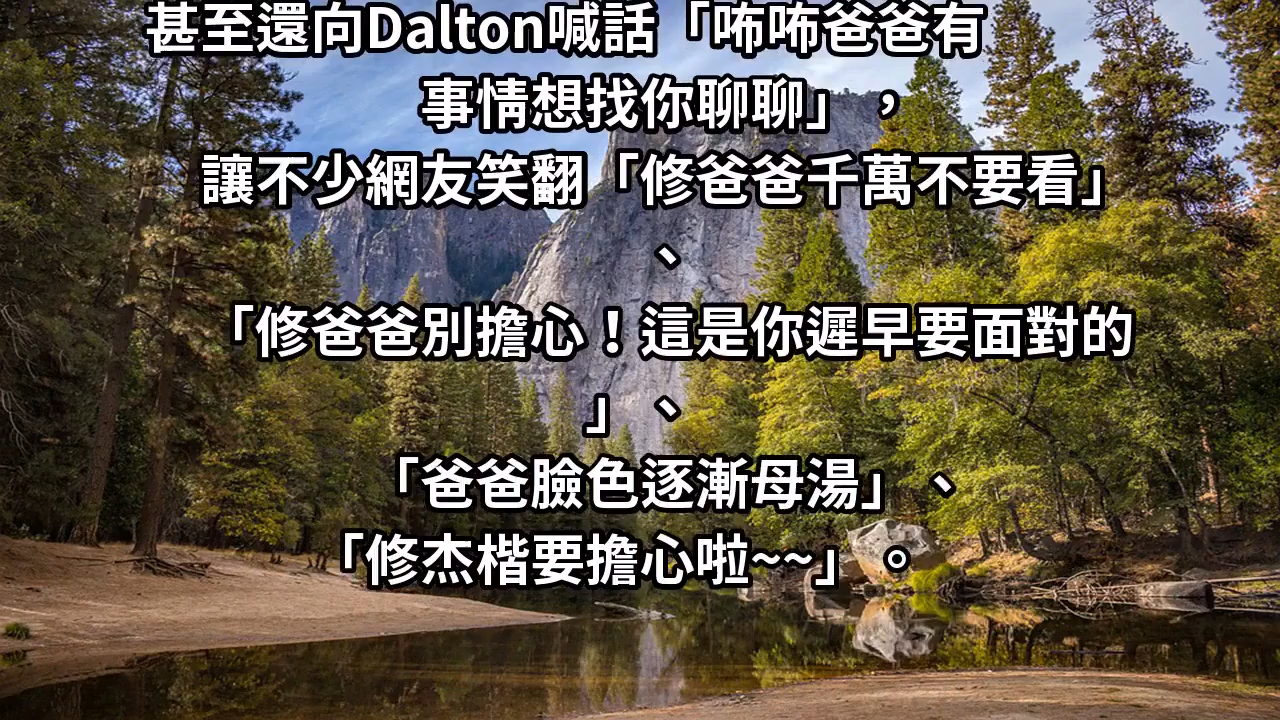 甚至還向Dalton喊話「咘咘爸爸有
事情想找你聊聊」，
讓不少網友笑翻「修爸爸千萬不要看」
、
「修爸爸別擔心！這是你遲早要面對的
」、
「爸爸臉色逐漸母湯」、
「修杰楷要擔心啦~~」。